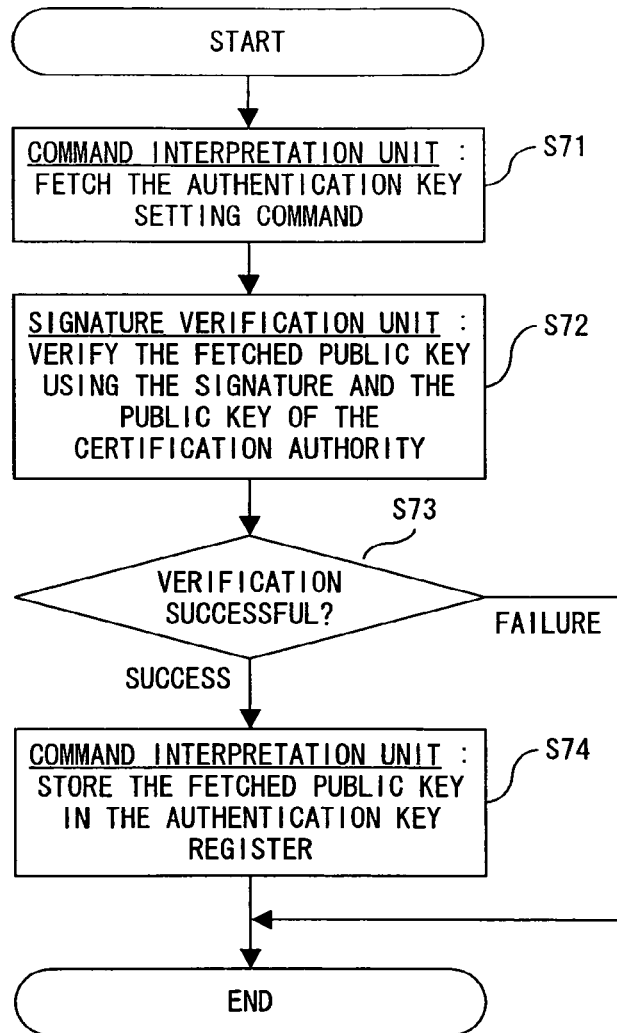 START
COMMAND INTERPRETATION UNIT :
FETCH THE AUTHENTICATION KEY
SETTING COMMAND
S71
SIGNATURE VERIFICATION UNIT :
VERIFY THE FETCHED PUBLIC KEY
USING THE SIGNATURE AND THE
PUBLIC KEY OF THE
CERTIFICATION AUTHORITY
S72
S73
VERIFICATION
SUCCESSFUL?
FAILURE
SUCCESS
COMMAND INTERPRETATION UNIT :
STORE THE FETCHED PUBLIC KEY
IN THE AUTHENTICATION KEY
REGISTER
S74
END